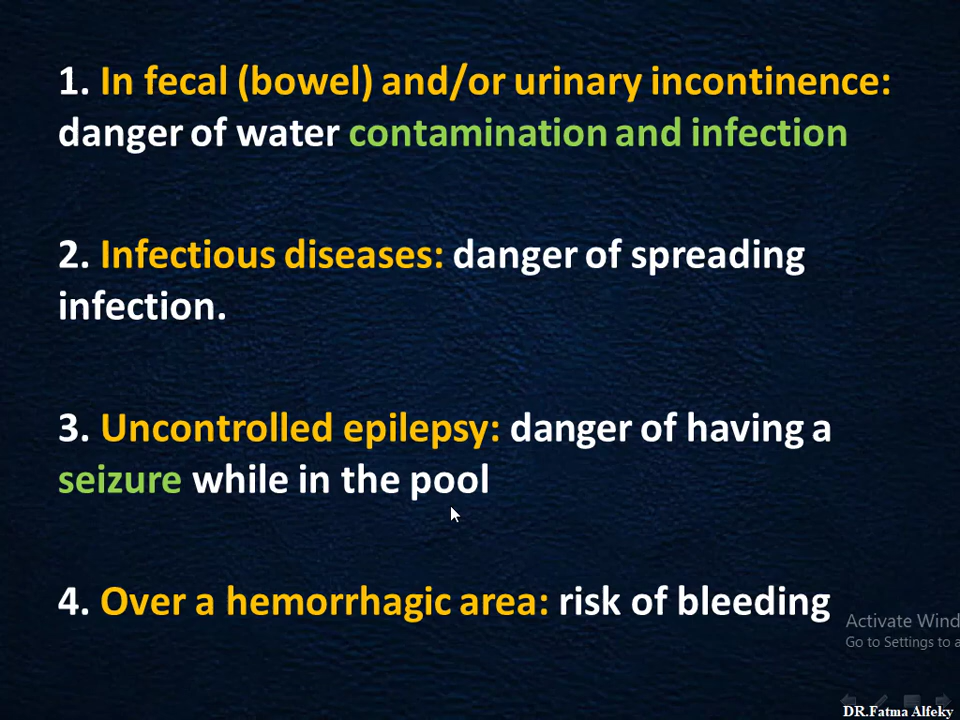 1. In fecal (bowel) and/or urinary incontinence:
danger of water contamination and infection
2. Infectious diseases: danger of spreading
infection.
3. Uncontrolled epilepsy: danger of having a
seizure while in the pool
4. Over a hemorrhagic area: risk of bleeding
Activate Wind
Go to Settings to a
DR.Fatma Alfeky